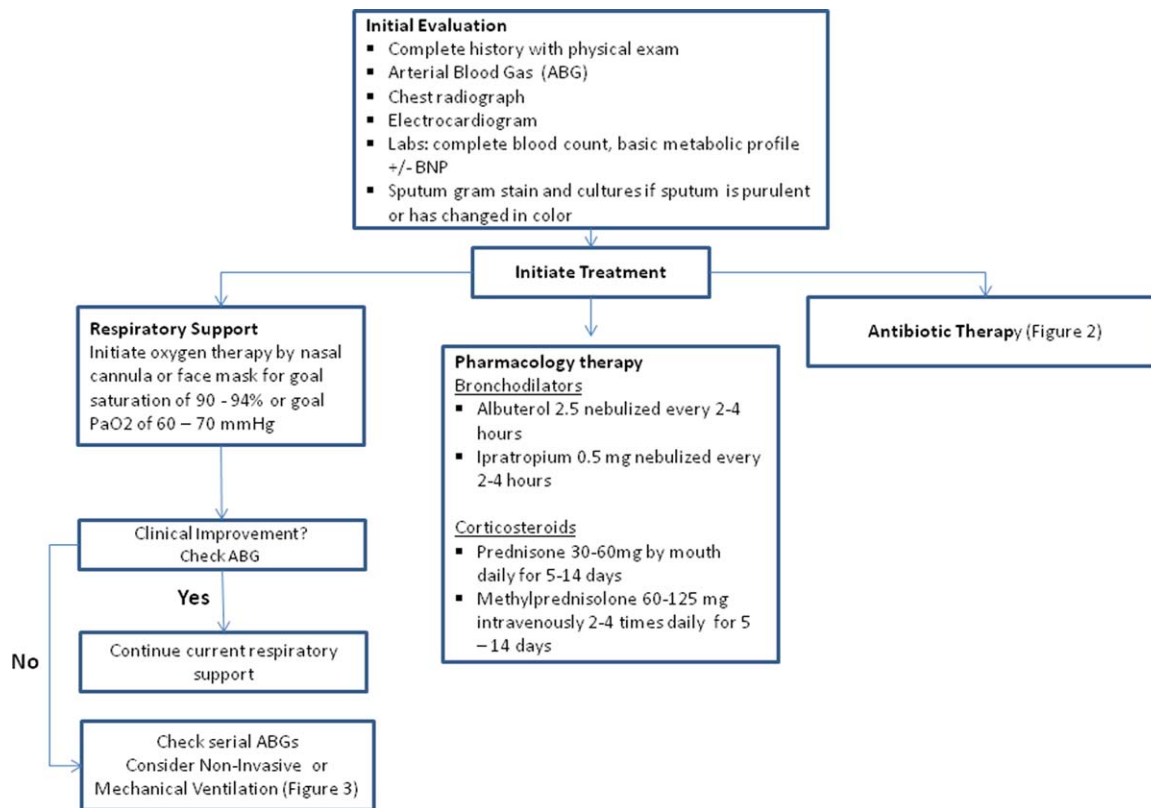 Initial Evaluation
▪ Complete history with physical exam
▪ Arterial Blood Gas (ABG)
▪ Chest radiograph
▪ Electrocardiogram
▪ Labs: complete blood count, basic metabolic profile
+/- BNP
▪ Sputum gram stain and cultures if sputum is purulent
or has changed in color
Initiate Treatment
Respiratory Support
Initiate oxygen therapy by nasal
cannula or face mask for goal
saturation of 90 - 94% or goal
PaO2 of 60 – 70 mmHg
Clinical Improvement?
Check ABG
Yes
Continue current respiratory
support
No
Check serial ABGs
Consider Non-Invasive or
Mechanical Ventilation (Figure 3)
Pharmacology therapy
Bronchodilators
▪ Albuterol 2.5 nebulized every 2-4
hours
▪ Ipratropium 0.5 mg nebulized every
2-4 hours
Corticosteroids
▪ Prednisone 30-60mg by mouth
daily for 5-14 days
▪ Methylprednisolone 60-125 mg
intravenously 2-4 times daily for 5
– 14 days
Antibiotic Therapy (Figure 2)